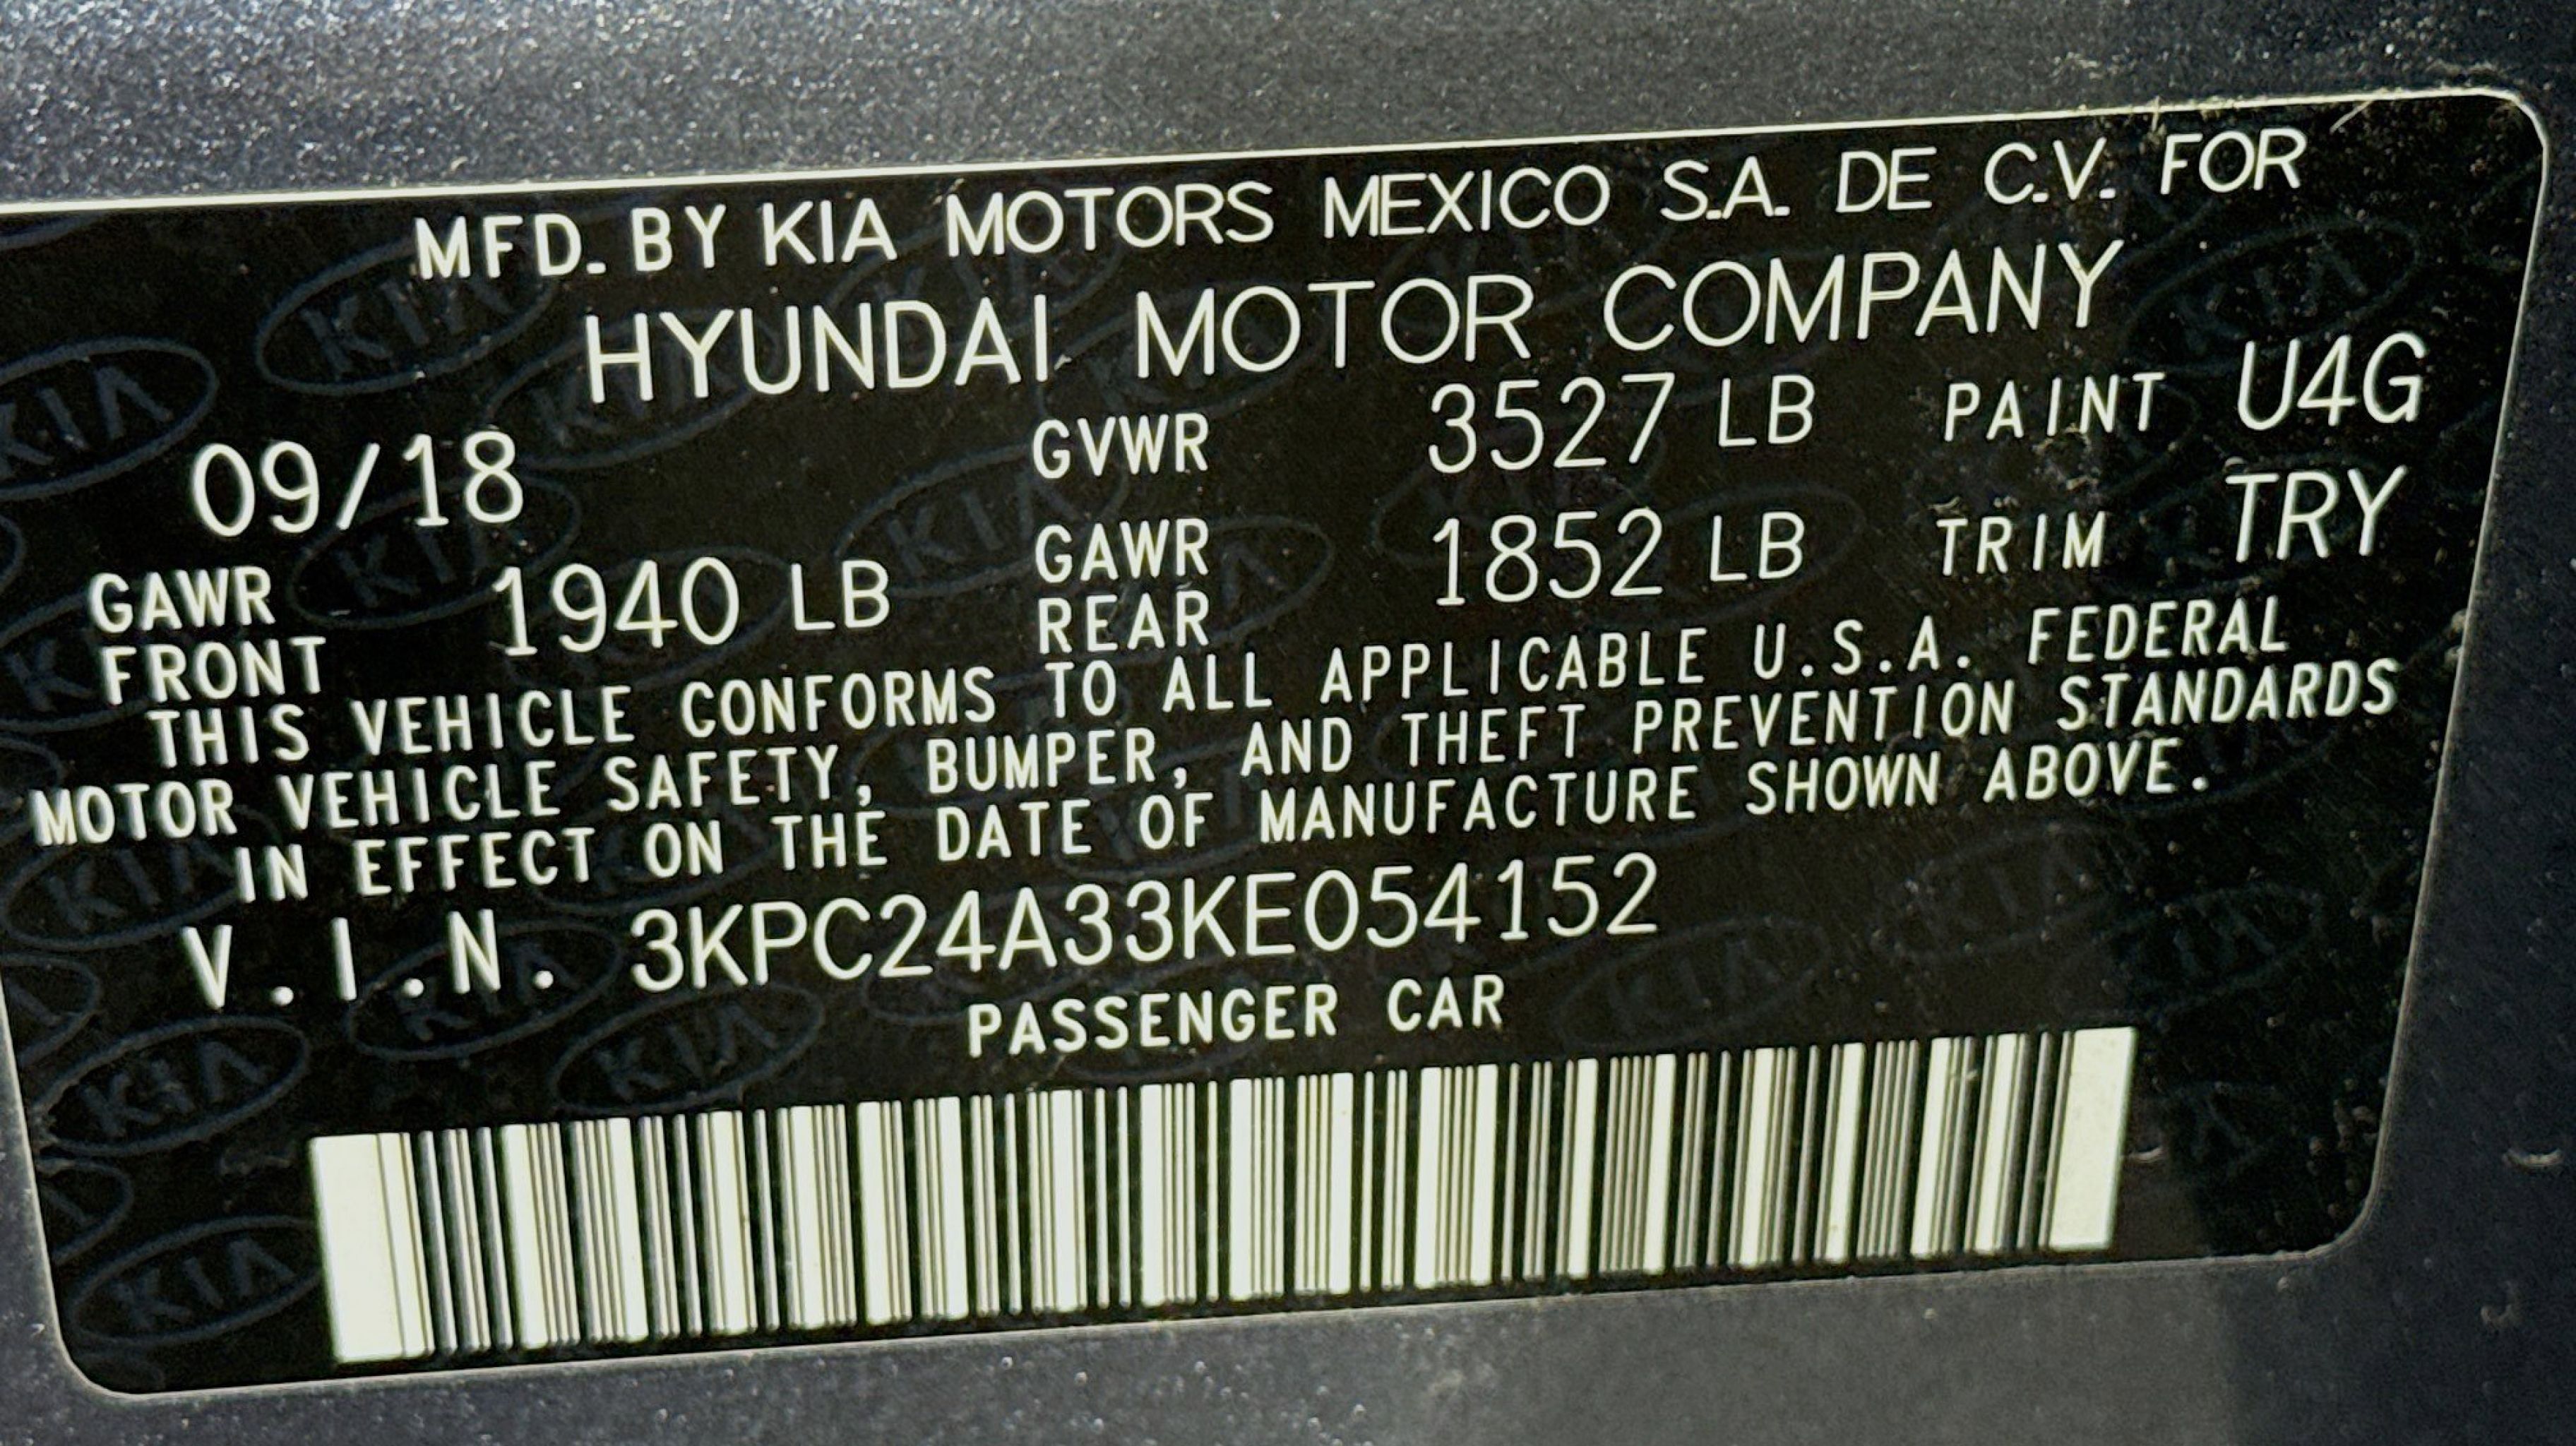 MFD. BY KIA MOTORS MEXICO S.A. DE C.V. FOR
HYUNDAI MOTOR COMPANY
09/18 GVWR 3527 LB PAINT U4G
GAWR FRONT 1940 LB GAWR REAR 1852 LB TRIM TRY
THIS VEHICLE CONFORMS TO ALL APPLICABLE U.S.A. FEDERAL
MOTOR VEHICLE SAFETY, BUMPER, AND THEFT PREVENTION STANDARDS
IN EFFECT ON THE DATE OF MANUFACTURE SHOWN ABOVE.
V.I.N. 3KPC24A33KE054152
PASSENGER CAR